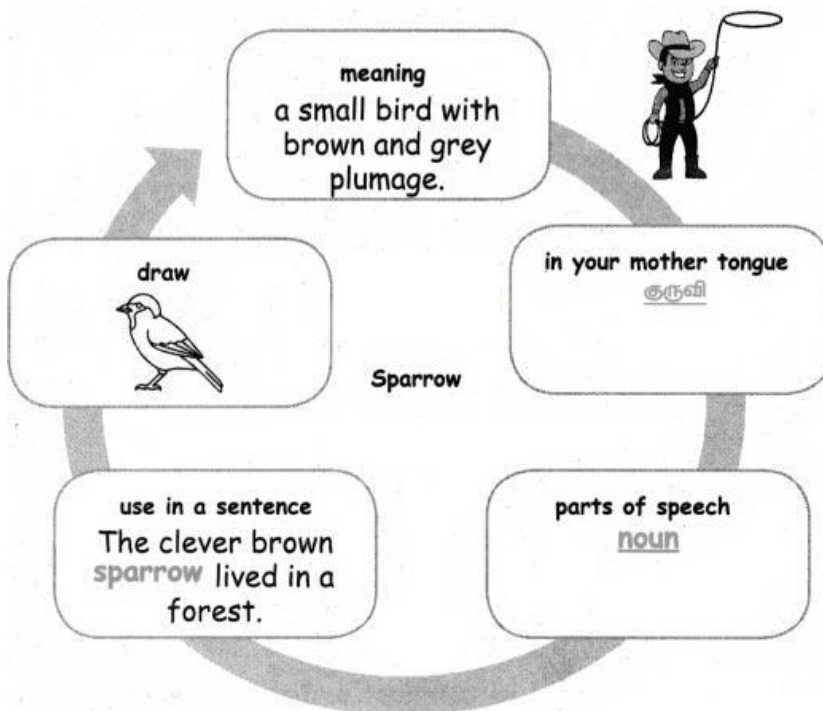 meaning
a small bird with
brown and grey
plumage.
in your mother tongue
குருவி
parts of speech
noun
use in a sentence
The clever brown
sparrow lived in a
forest.
draw
Sparrow